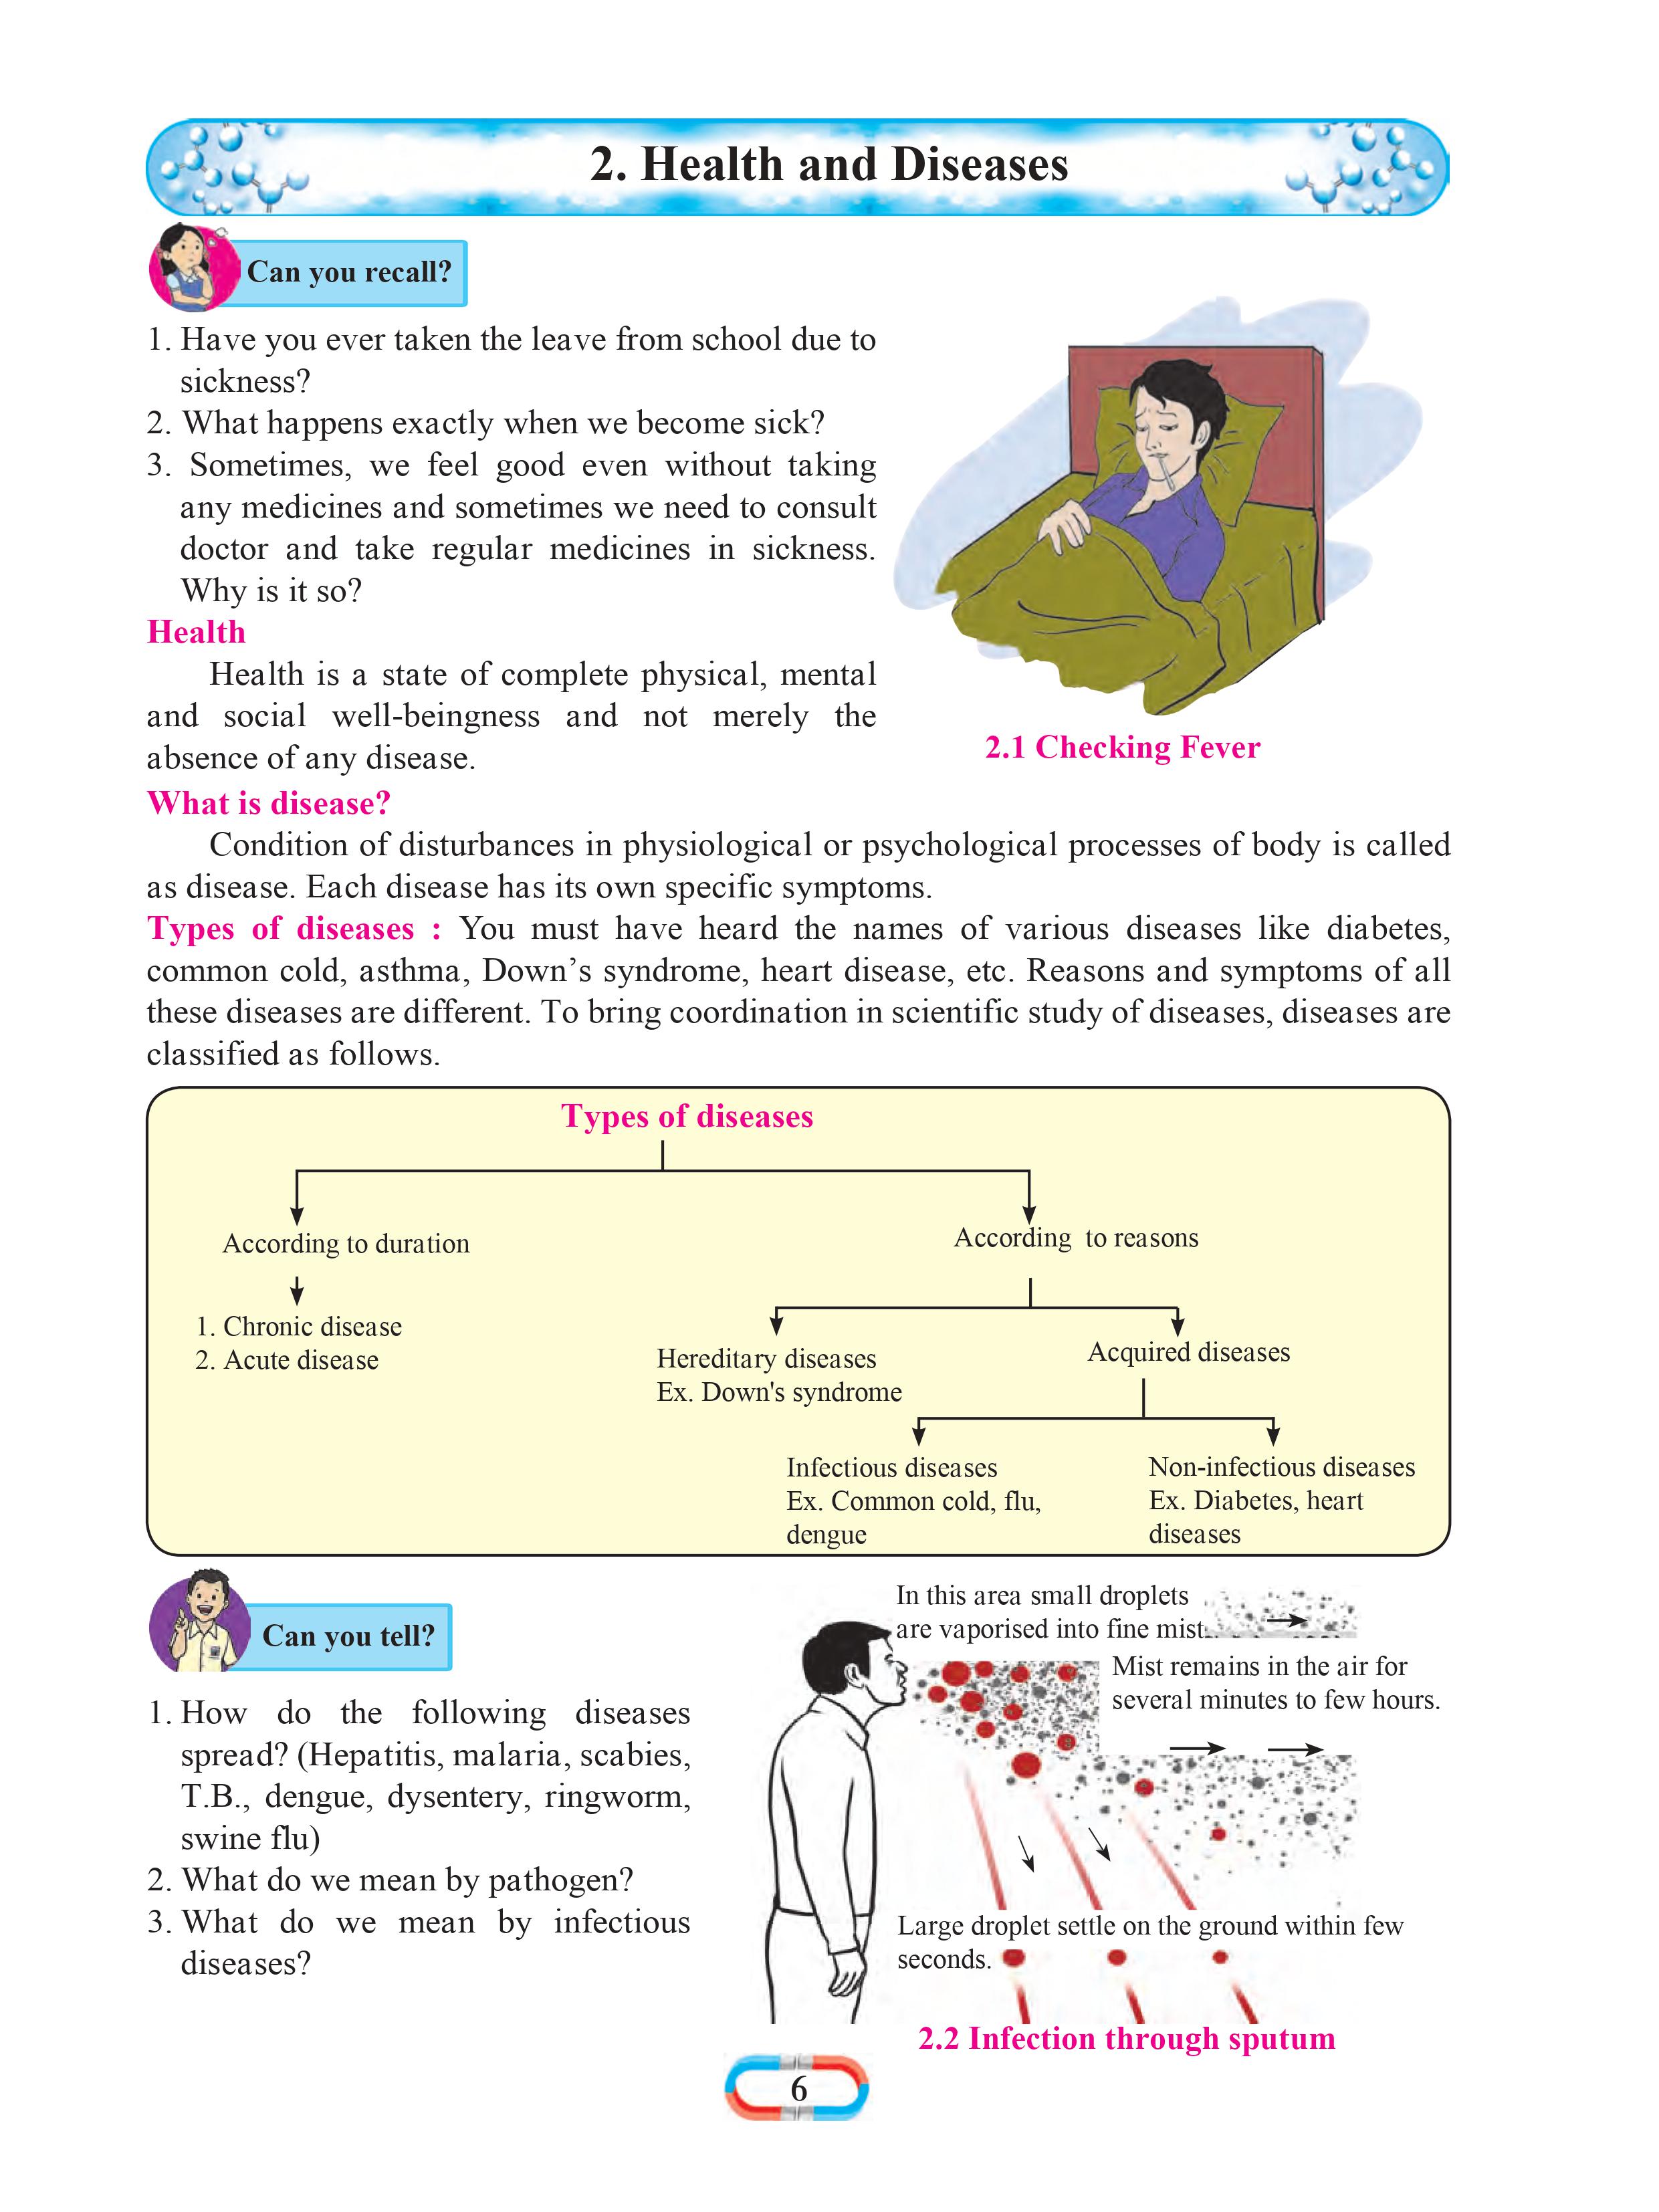 2. Health and Diseases
Can you recall?
1. Have you ever taken the leave from school due to
sickness?
2. What happens exactly when we become sick?
3. Sometimes, we feel good even without taking
any medicines and sometimes we need to consult
doctor and take regular medicines in sickness.
Why is it so?
Health
Health is a state of complete physical, mental
and social well-beingness and not merely the
absence of any disease.
2.1 Checking Fever
What is disease?
Condition of disturbances in physiological or psychological processes of body is called
as disease. Each disease has its own specific symptoms.
Types of diseases : You must have heard the names of various diseases like diabetes,
common cold, asthma, Down’s syndrome, heart disease, etc. Reasons and symptoms of all
these diseases are different. To bring coordination in scientific study of diseases, diseases are
classified as follows.
Types of diseases
According to duration
1. Chronic disease
2. Acute disease
According to reasons
Hereditary diseases
Ex. Down's syndrome
Acquired diseases
Infectious diseases
Ex. Common cold, flu,
dengue
Non-infectious diseases
Ex. Diabetes, heart
diseases
Can you tell?
1. How do the following diseases
spread? (Hepatitis, malaria, scabies,
T.B., dengue, dysentery, ringworm,
swine flu)
2. What do we mean by pathogen?
3. What do we mean by infectious
diseases?
In this area small droplets
are vaporised into fine mist.
Mist remains in the air for
several minutes to few hours.
Large droplet settle on the ground within few
seconds.
2.2 Infection through sputum
6